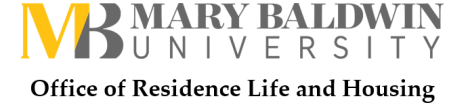 MB MARY BALDWIN
UNIVERSITY
Office of Residence Life and Housing